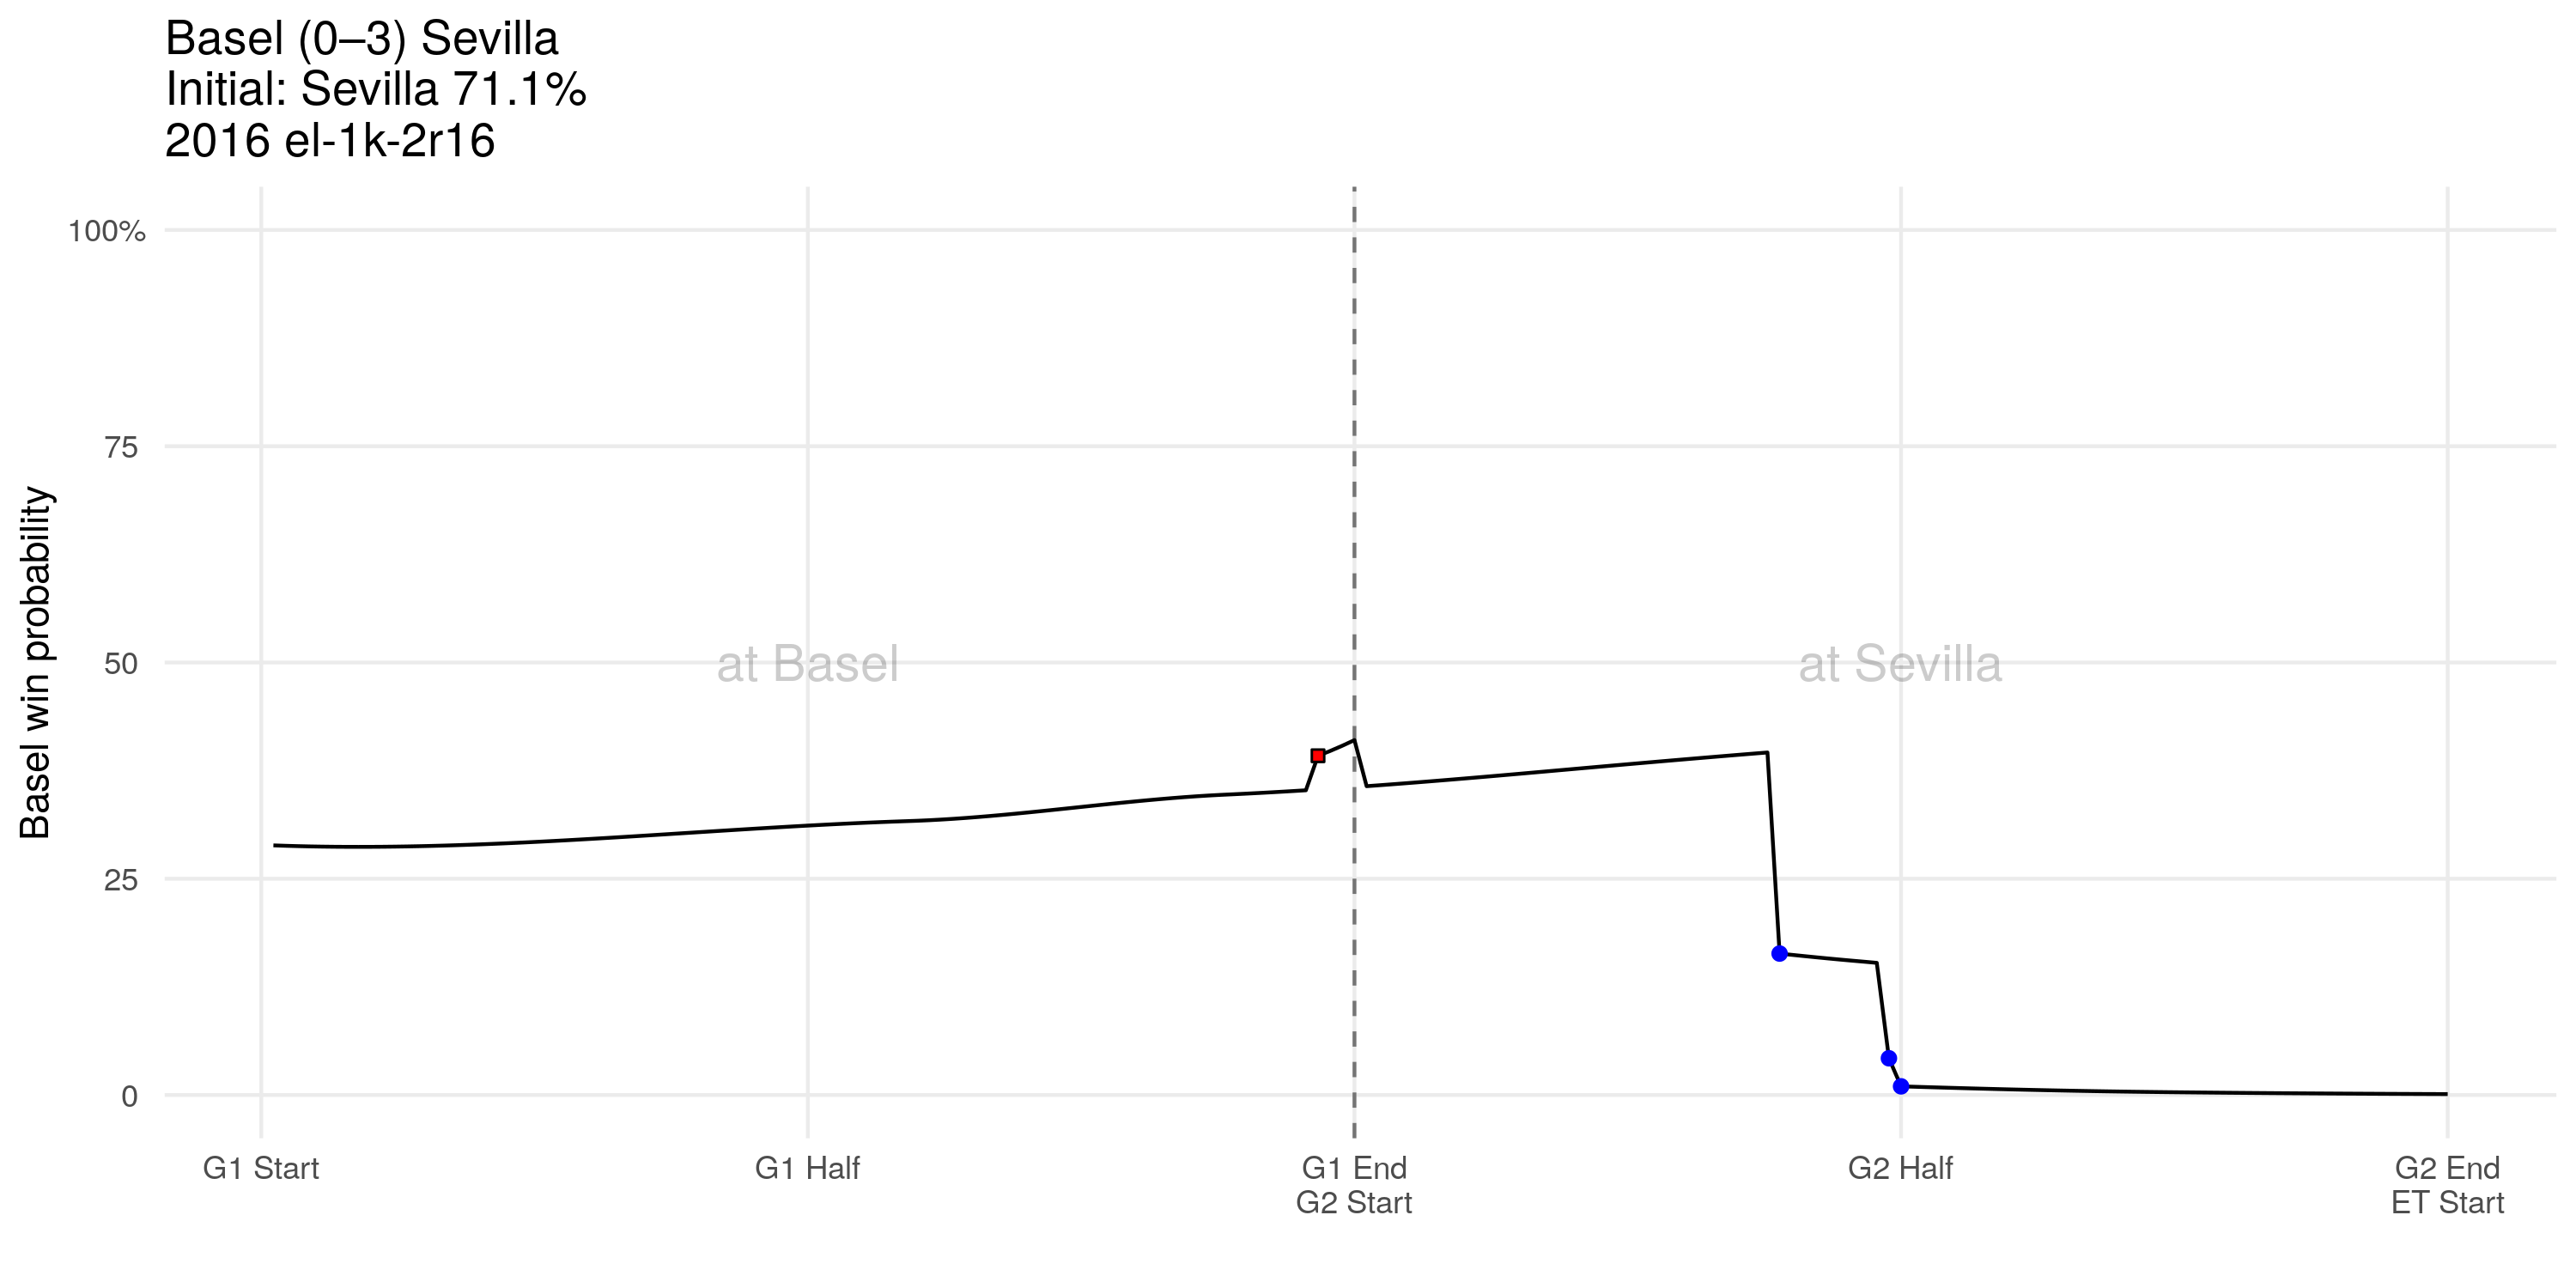 Basel (0–3) Sevilla
Initial: Sevilla 71.1%
2016 el-1k-2r16
Basel win probability
100%
75
50
25
0
at Basel
at Sevilla
G1 Start
G1 Half
G1 End
G2 Start
G2 Half
G2 End
ET Start